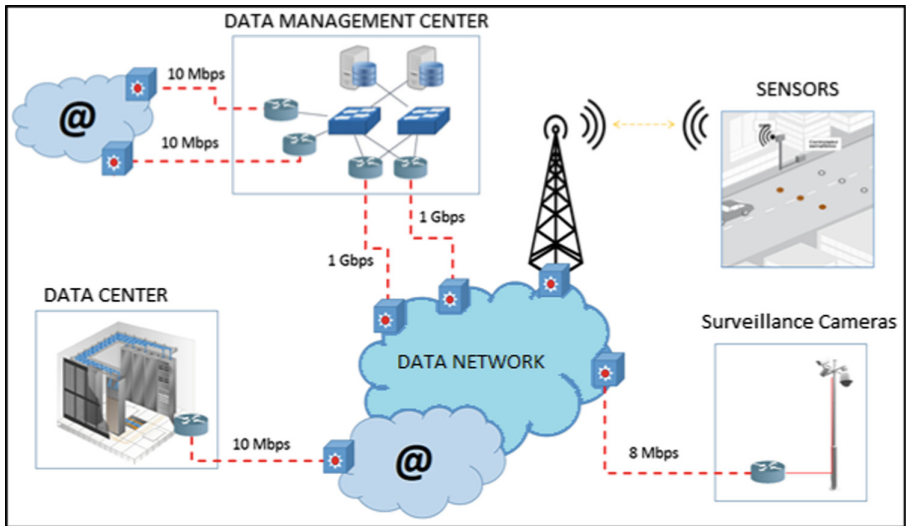 DATA MANAGEMENT CENTER
10 Mbps
@
10 Mbps
SENSORS
1 Gbps
1 Gbps
DATA CENTER
Surveillance Cameras
DATA NETWORK
10 Mbps
@
8 Mbps